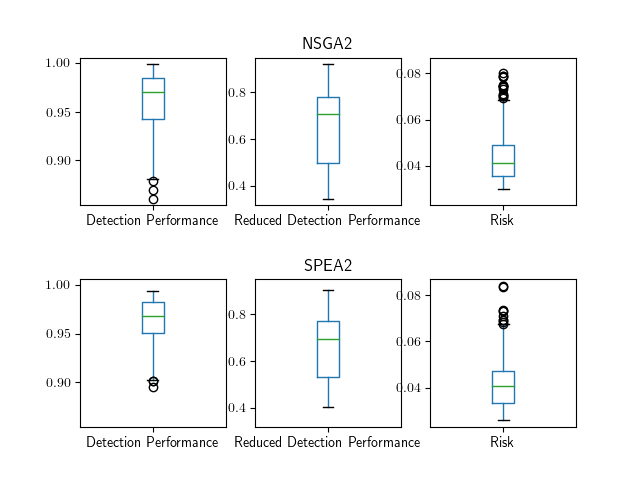 NSGA2
1.00
0.95
0.90
Detection Performance
0.8
0.6
0.4
Reduced Detection Performance
0.08
0.06
0.04
Risk
SPEA2
1.00
0.95
0.90
Detection Performance
0.8
0.6
0.4
Reduced Detection Performance
0.08
0.06
0.04
Risk